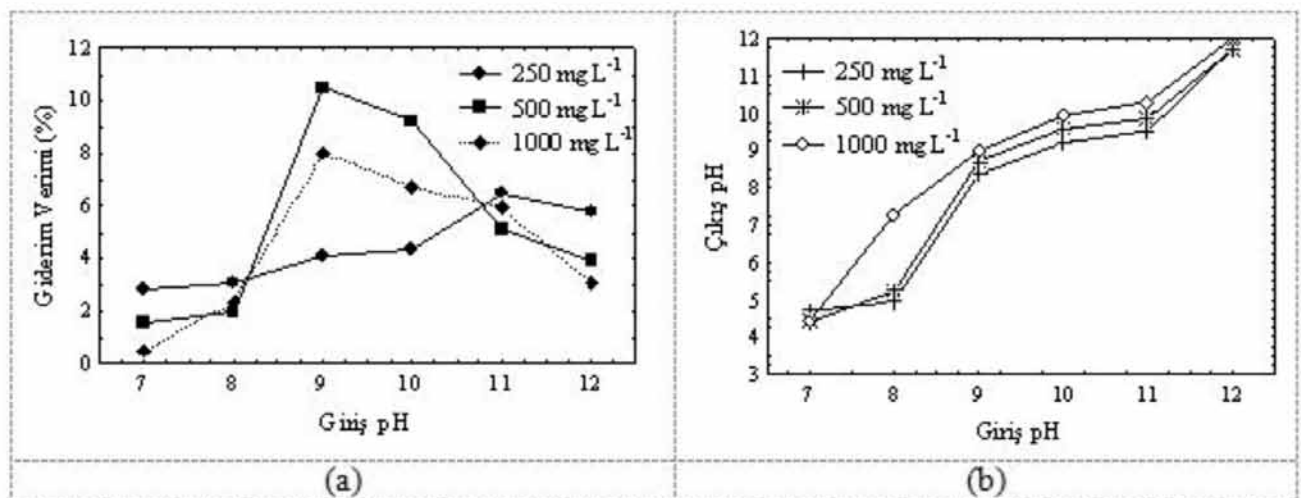 12
10
8
6
4
2
0
Giderim Verimi (%)
250 mg L⁻¹
500 mg L⁻¹
1000 mg L⁻¹
7 8 9 10 11 12
Giriş pH
(a)
12
11
10
9
8
7
6
5
4
3
Çıkış pH
250 mg L⁻¹
500 mg L⁻¹
1000 mg L⁻¹
7 8 9 10 11 12
Giriş pH
(b)